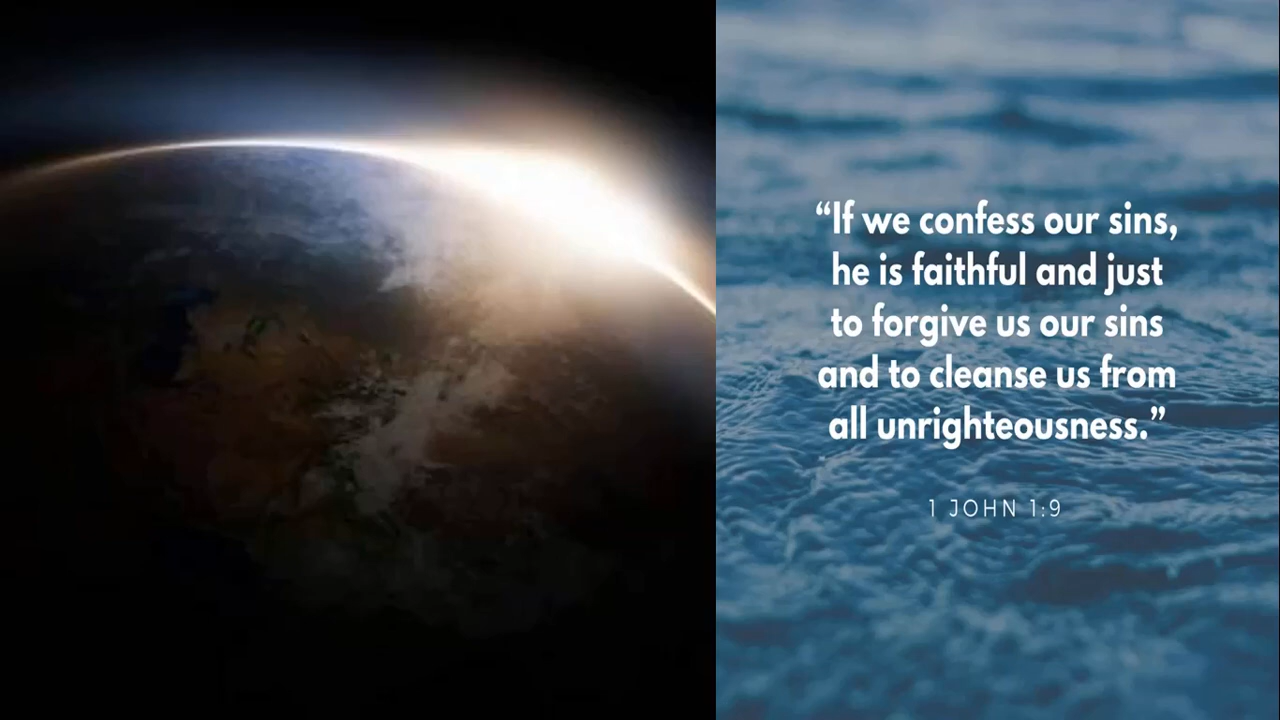 “If we confess our sins,
he is faithful and just
to forgive us our sins
and to cleanse us from
all unrighteousness.”
1 JOHN 1:9